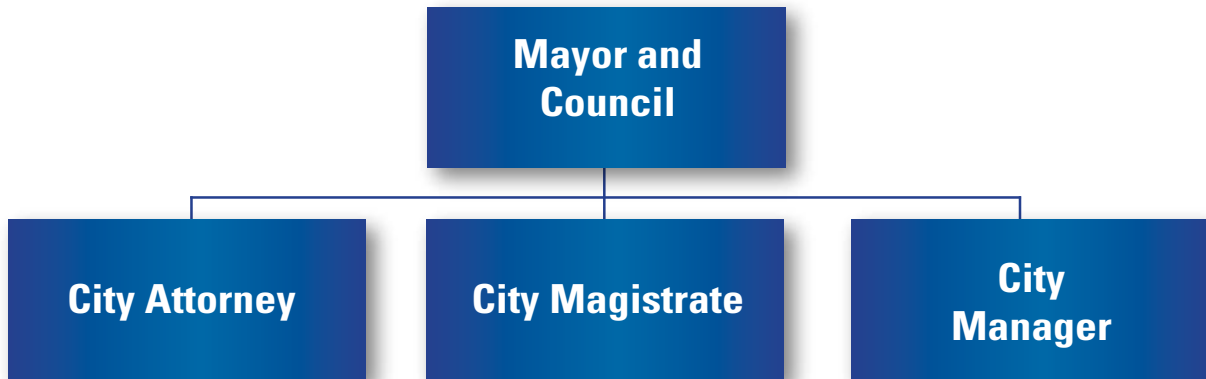 Mayor and
Council
City Attorney
City Magistrate
City
Manager